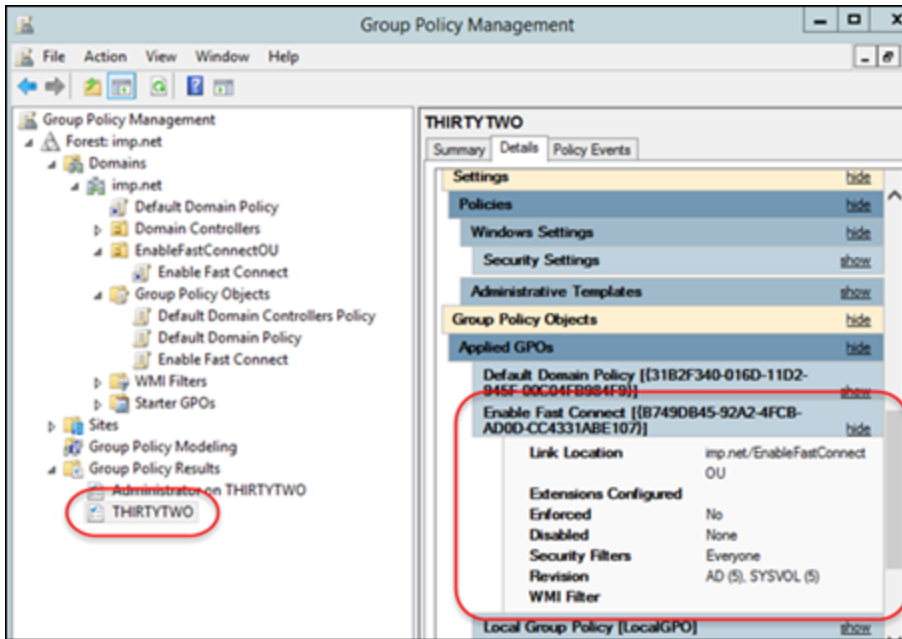 Group Policy Management
File Action View Window Help
Group Policy Management
Forest: imp.net
Domains
imp.net
Default Domain Policy
Domain Controllers
EnableFastConnectOU
Enable Fast Connect
Group Policy Objects
Default Domain Controllers Policy
Default Domain Policy
Enable Fast Connect
WMI Filters
Starter GPOs
Sites
Group Policy Modeling
Group Policy Results
Administrator on THIRTYTWO
THIRTYTWO
THIRTYTWO
Summary Details Policy Events
Settings hide
Policies hide
Windows Settings hide
Security Settings show
Administrative Templates show
Group Policy Objects hide
Applied GPOs hide
Default Domain Policy [{31B2F340-016D-11D2-
945F-00C04FB984F9}] show
Enable Fast Connect [{B749DB45-92A2-4FCB-
AD0D-CC4331ABE107}] hide
Link Location imp.net/EnableFastConnect
OU
Extensions Configured
Enforced No
Disabled None
Security Filters Everyone
Revision AD (5), SYSVOL (5)
WMI Filter
Local Group Policy [LocalGPO] show